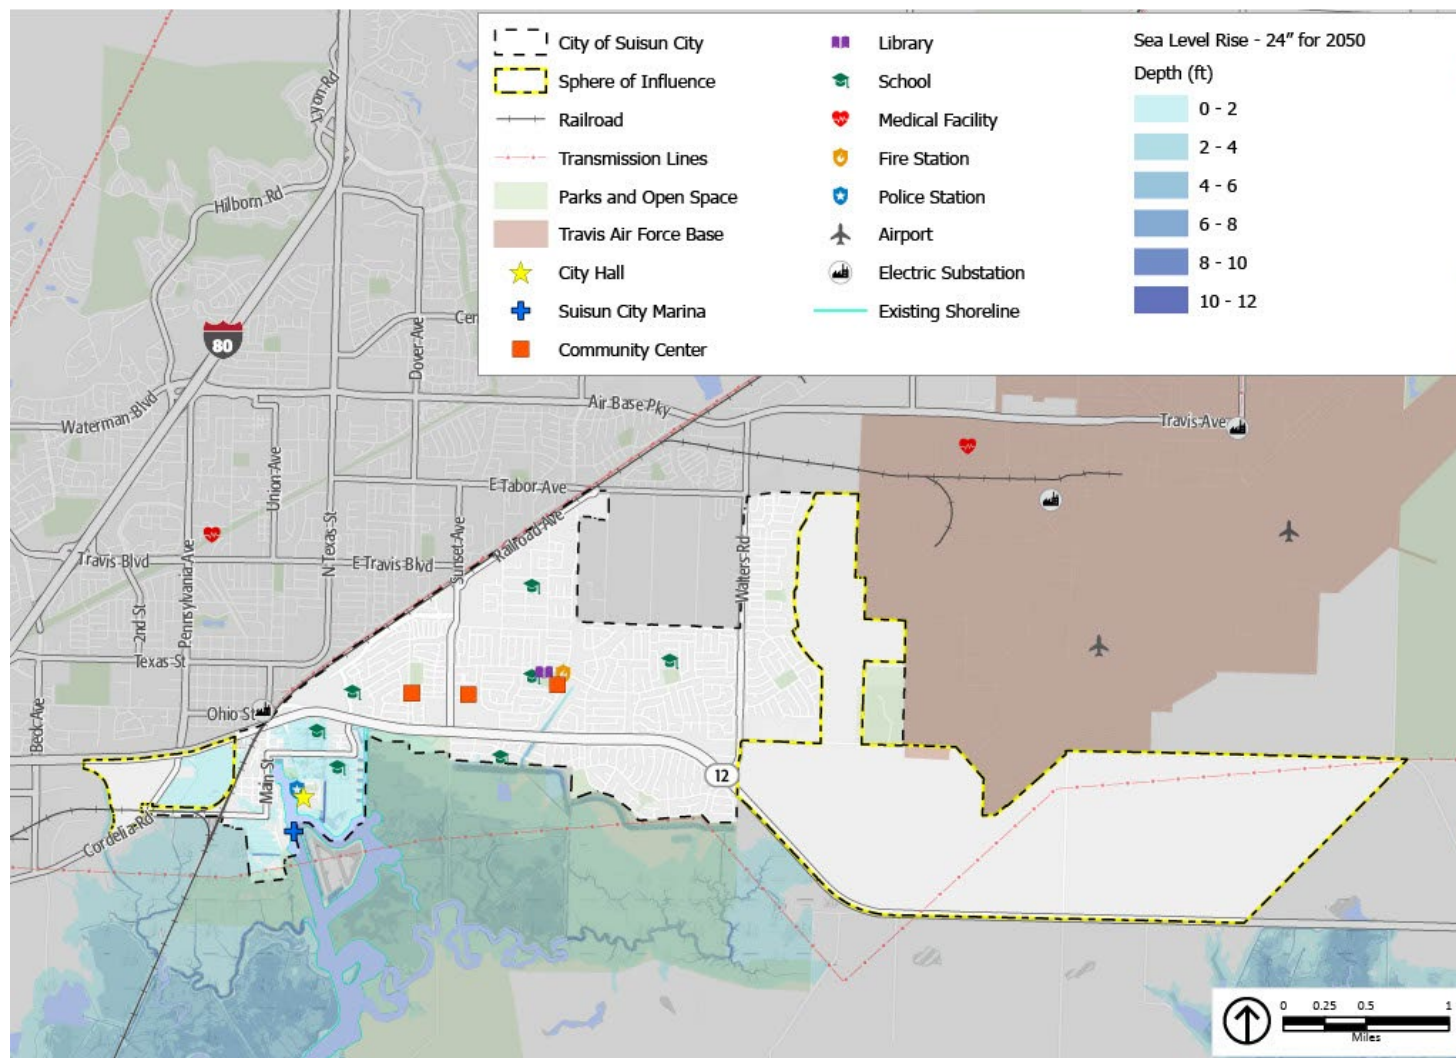 City of Suisun City
Sphere of Influence
Railroad
Transmission Lines
Parks and Open Space
Travis Air Force Base
City Hall
Suisun City Marina
Community Center
Library
School
Medical Facility
Fire Station
Police Station
Airport
Electric Substation
Existing Shoreline
Sea Level Rise - 24" for 2050
Depth (ft)
0 - 2
2 - 4
4 - 6
6 - 8
8 - 10
10 - 12
Lyon Rd
Hilborn Rd
80
Dover Ave
Cen
Waterman Blvd
Air Base Pky
Travis Ave
Union Ave
E Tabor Ave
N Texas St
Sunset Ave
Railroad Ave
Walters Rd
Travis Blvd
E Travis Blvd
Pennsylvania Ave
2nd St
Texas St
Ohio St
Beck Ave
Main St
12
Cordelia Rd
0 0.25 0.5 1
Miles